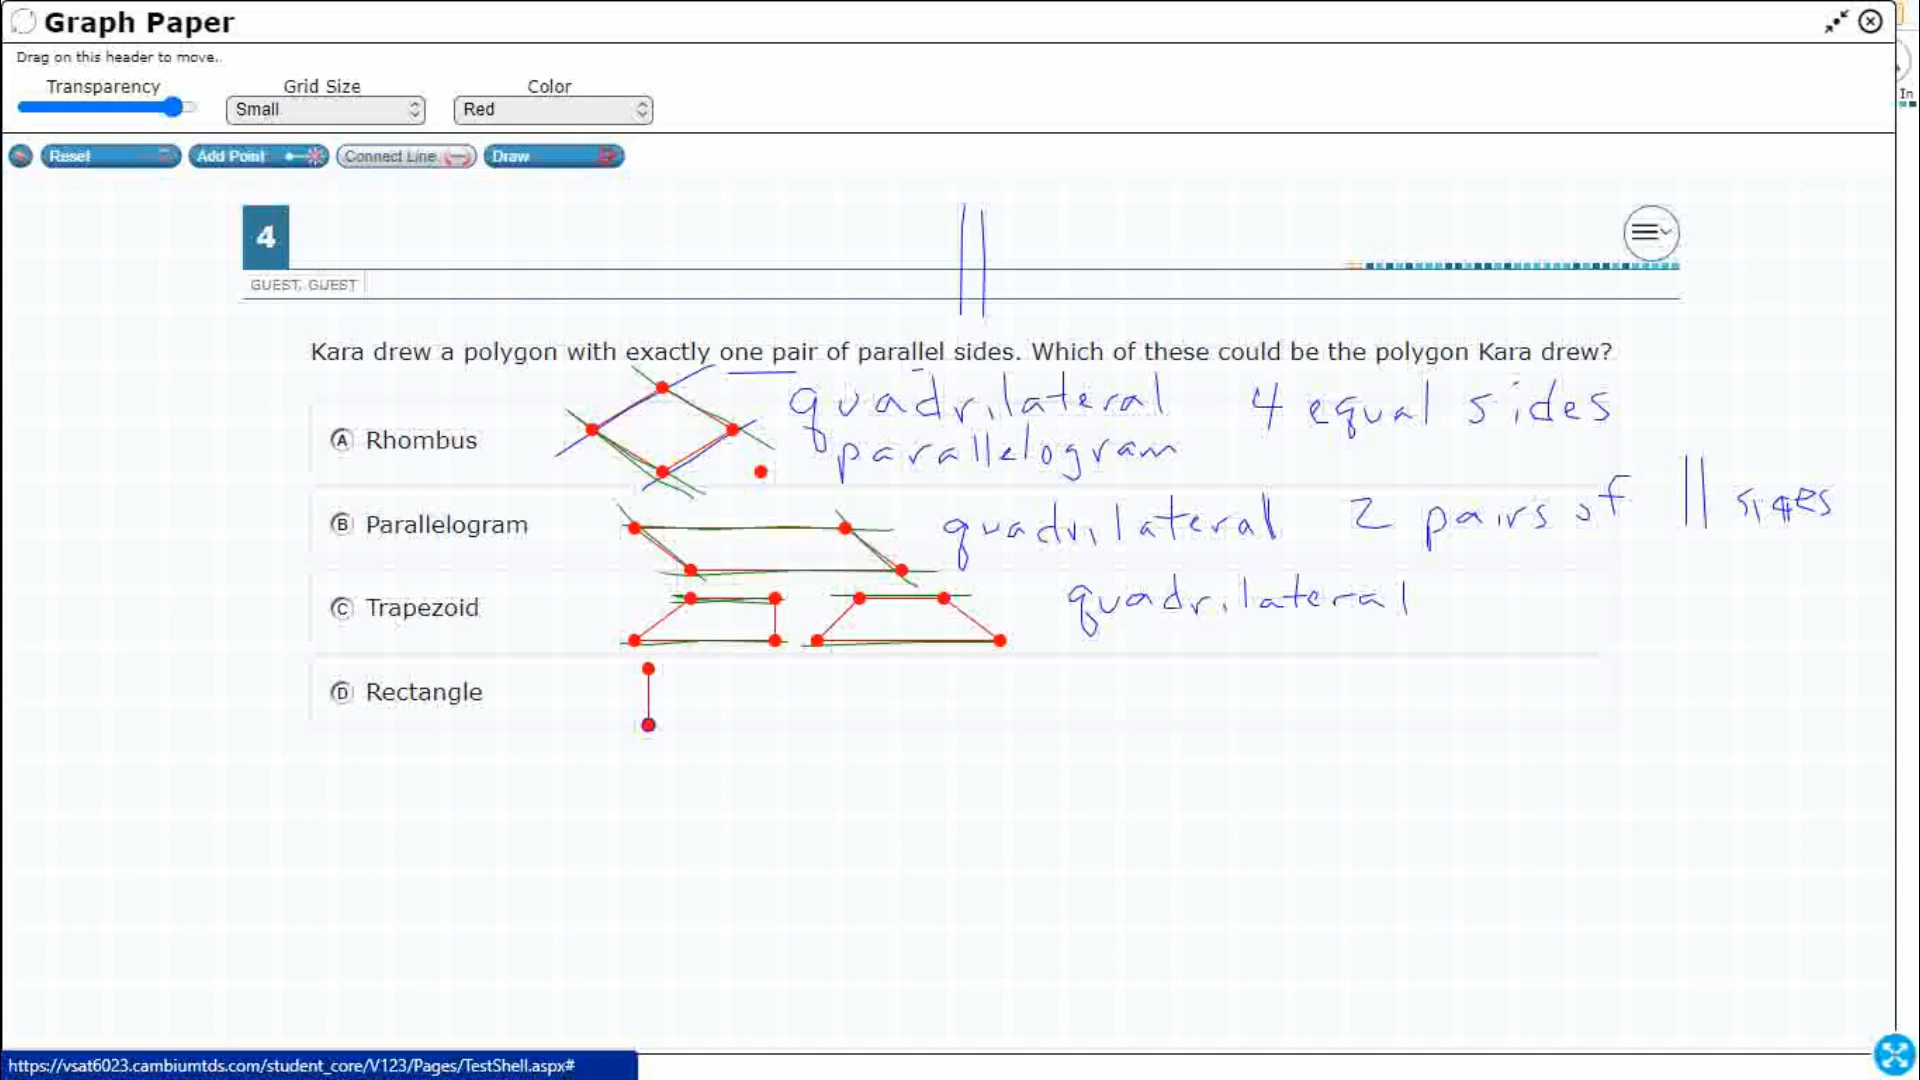 Graph Paper
Drag on this header to move..
Transparency
Grid Size
Color
Small
Red
Reset
Add Point
Connect Line
Draw
In
4
GUEST, GUEST
Kara drew a polygon with exactly one pair of parallel sides. Which of these could be the polygon Kara drew?
quadrilateral 4 equal sides
A Rhombus
parallelogram
B Parallelogram
quadrilateral 2 pairs of || sides
C Trapezoid
quadrilateral
D Rectangle
https://vsat6023.cambiumtds.com/student_core/V123/Pages/TestShell.aspx#